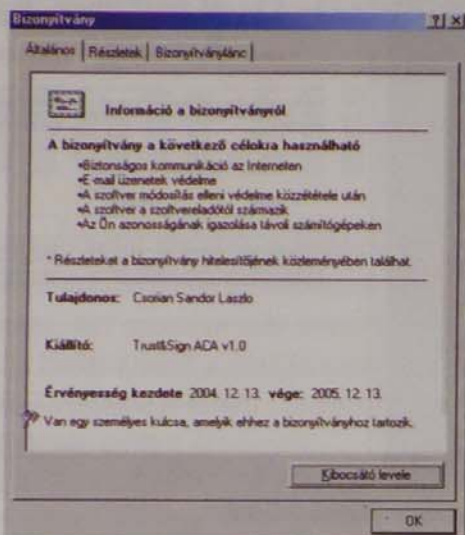 Bizonyítvány
Általános Részletek Bizonyítványlánc
Információ a bizonyítványról
A bizonyítvány a következő célokra használható
•Biztonságos kommunikáció az Interneten
•E-mail üzenetek védelme
•A szoftver módosítás elleni védelme közzététele után
•A szoftver a szoftvereladótól származik
•Az Ön azonosságának igazolása távoli számítógépeken
* Részleteket a bizonyítvány hitelesítőjének közleményében találhat.
Tulajdonos: Csorian Sandor Laszlo
Kiállító: Trust&Sign ACA v1.0
Érvényesség kezdete 2004. 12. 13. vége: 2005. 12. 13.
Van egy személyes kulcsa, amelyik ehhez a bizonyítványhoz tartozik.
Kibocsátó levele
OK